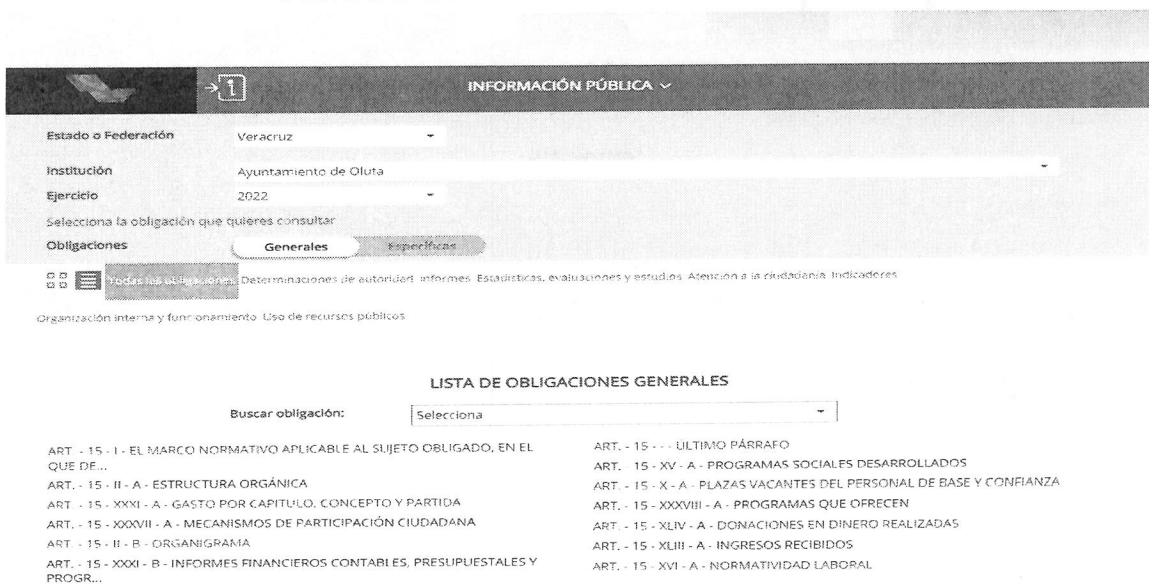 INFORMACIÓN PÚBLICA
Estado o Federación Veracruz
Institución Ayuntamiento de Oluta
Ejercicio 2022
Selecciona la obligación que quieres consultar
Obligaciones Generales Específicas
Todas las obligaciones Determinaciones de autoridad Informes Estadísticas, evaluaciones y estudios Atención a la ciudadanía Indicadores
Organización interna y funcionamiento Uso de recursos públicos
LISTA DE OBLIGACIONES GENERALES
Buscar obligación: Selecciona
ART. - 15 - I - EL MARCO NORMATIVO APLICABLE AL SUJETO OBLIGADO, EN EL
QUE DE...
ART. - 15 - II - A - ESTRUCTURA ORGÁNICA
ART. - 15 - XXXI - A - GASTO POR CAPITULO, CONCEPTO Y PARTIDA
ART. - 15 - XXXVII - A - MECANISMOS DE PARTICIPACIÓN CIUDADANA
ART. - 15 - II - B - ORGANIGRAMA
ART. - 15 - XXXI - B - INFORMES FINANCIEROS CONTABLES, PRESUPUESTALES Y
PROGR...
ART. - 15 - - - ÚLTIMO PÁRRAFO
ART. - 15 - XV - A - PROGRAMAS SOCIALES DESARROLLADOS
ART. - 15 - X - A - PLAZAS VACANTES DEL PERSONAL DE BASE Y CONFIANZA
ART. - 15 - XXXVIII - A - PROGRAMAS QUE OFRECEN
ART. - 15 - XLIV - A - DONACIONES EN DINERO REALIZADAS
ART. - 15 - XLIII - A - INGRESOS RECIBIDOS
ART. - 15 - XVI - A - NORMATIVIDAD LABORAL